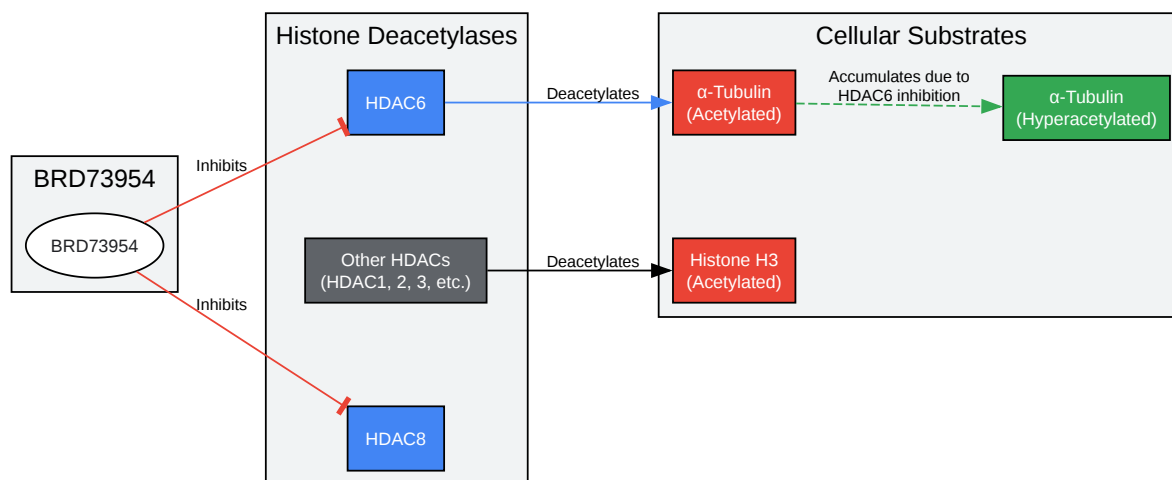 BRD73954
BRD73954
Inhibits
Inhibits
Histone Deacetylases
HDAC6
Other HDACs
(HDAC1, 2, 3, etc.)
HDAC8
Deacetylates
Deacetylates
Cellular Substrates
α-Tubulin
(Acetylated)
Accumulates due to
HDAC6 inhibition
α-Tubulin
(Hyperacetylated)
Histone H3
(Acetylated)